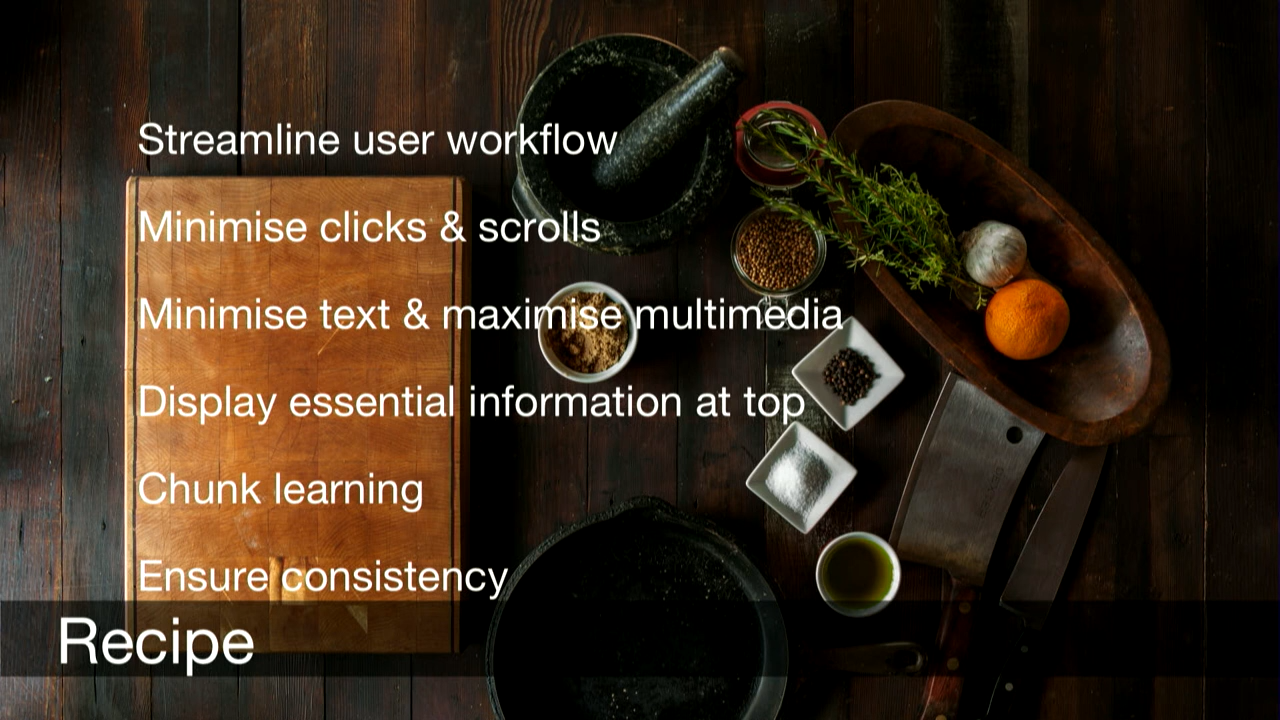 Streamline user workflow
Minimise clicks & scrolls
Minimise text & maximise multimedia
Display essential information at top
Chunk learning
Ensure consistency
Recipe